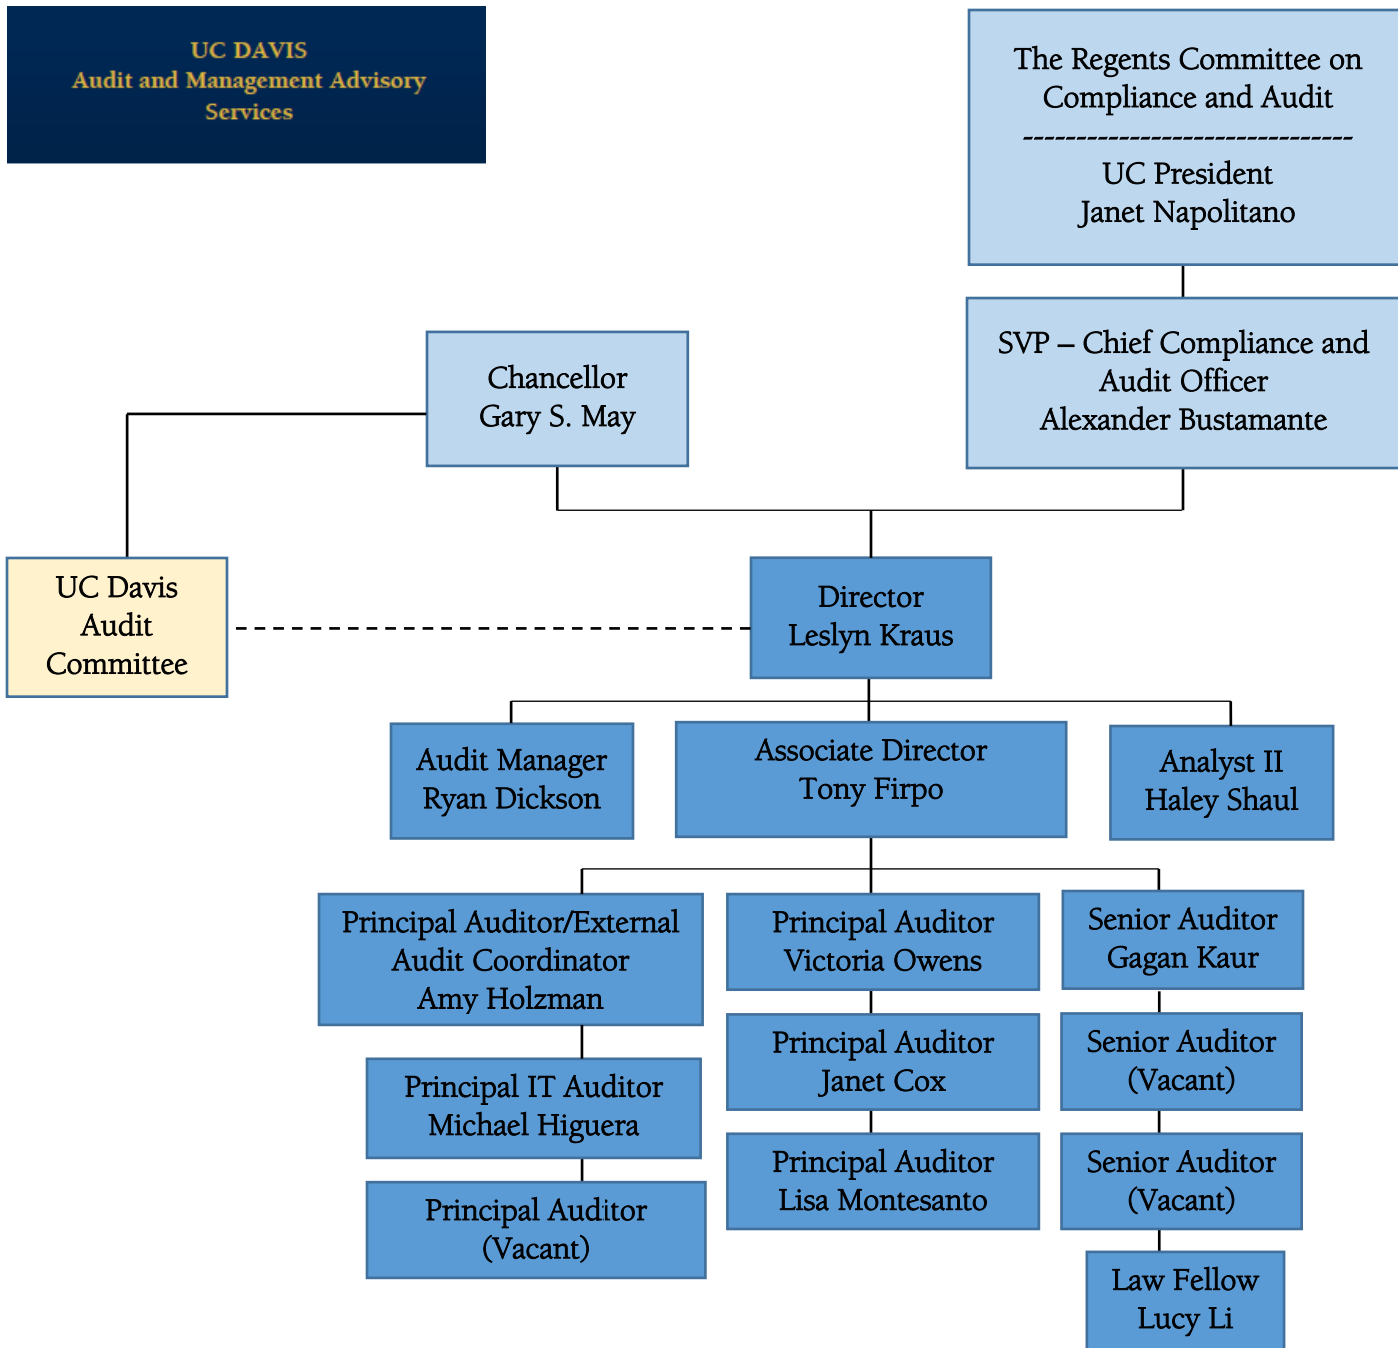 UC DAVIS
Audit and Management Advisory
Services
The Regents Committee on
Compliance and Audit
-------------------------------
UC President
Janet Napolitano
SVP – Chief Compliance and
Audit Officer
Alexander Bustamante
Chancellor
Gary S. May
UC Davis
Audit
Committee
Director
Leslyn Kraus
Audit Manager
Ryan Dickson
Associate Director
Tony Firpo
Analyst II
Haley Shaul
Principal Auditor/External
Audit Coordinator
Amy Holzman
Principal IT Auditor
Michael Higuera
Principal Auditor
(Vacant)
Principal Auditor
Victoria Owens
Principal Auditor
Janet Cox
Principal Auditor
Lisa Montesanto
Senior Auditor
Gagan Kaur
Senior Auditor
(Vacant)
Senior Auditor
(Vacant)
Law Fellow
Lucy Li